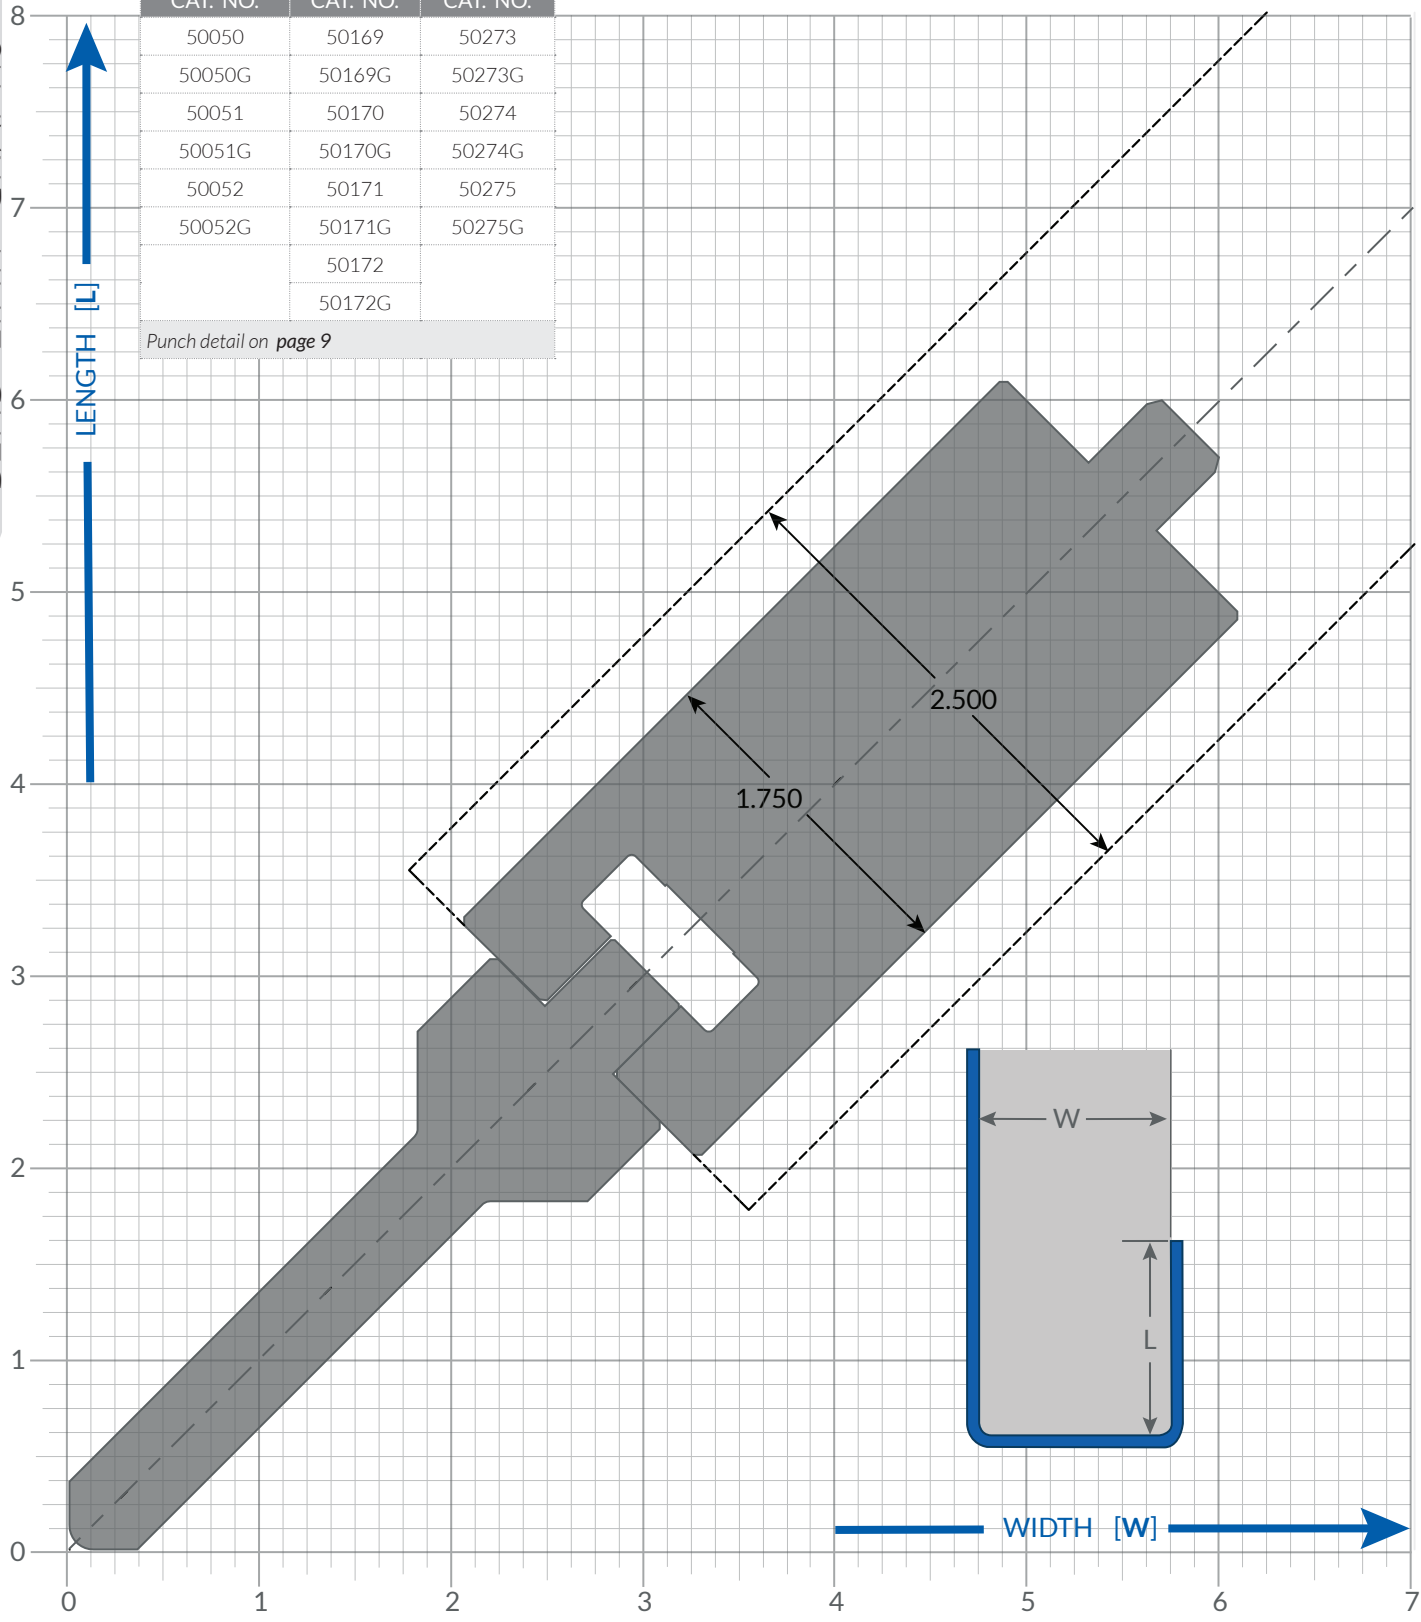 CAT. NO. CAT. NO. CAT. NO.
50050 50169 50273
50050G 50169G 50273G
50051 50170 50274
50051G 50170G 50274G
50052 50171 50275
50052G 50171G 50275G
50172
50172G
Punch detail on page 9
LENGTH [L]
8
7
6
5
4
3
2
1
0
2.500
1.750
W
L
WIDTH [W]
0 1 2 3 4 5 6 7